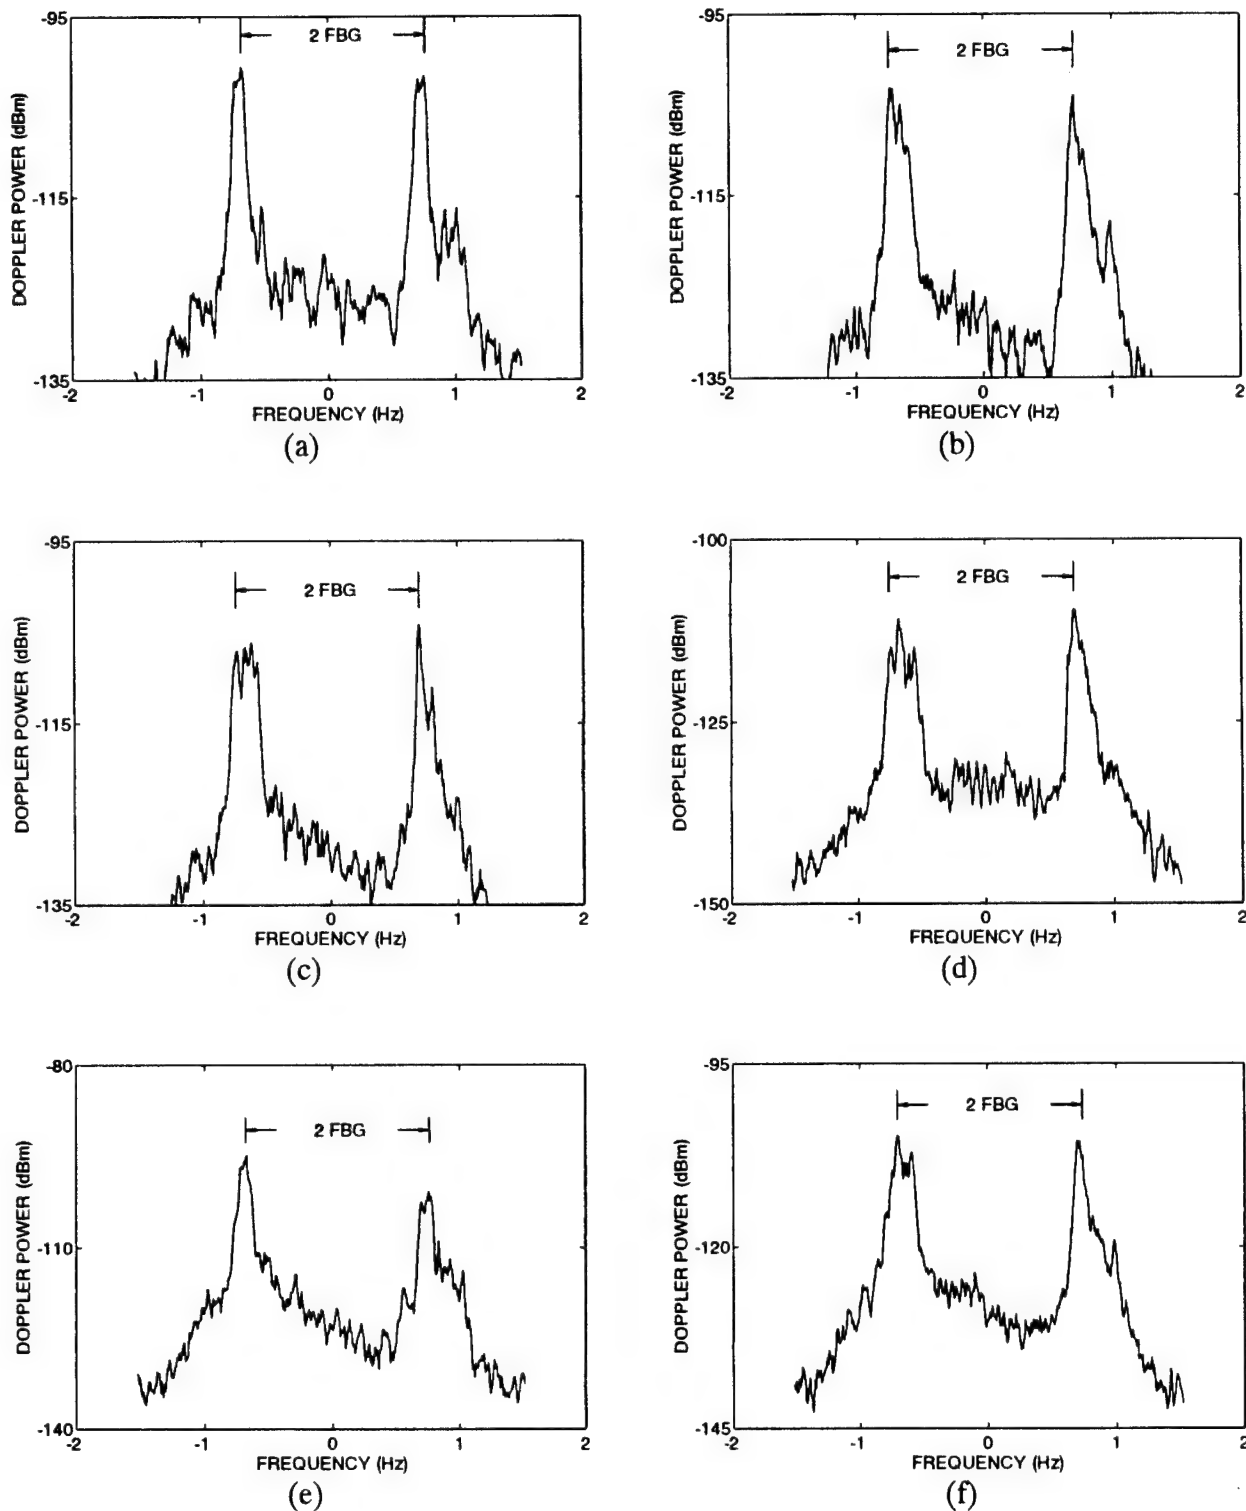 -95
2 FBG
DOPPLER POWER (dBm)
-115
-135
-2 -1 0 1 2
FREQUENCY (Hz)
(a)
-95
2 FBG
DOPPLER POWER (dBm)
-115
-135
-2 -1 0 1 2
FREQUENCY (Hz)
(b)
-95
2 FBG
DOPPLER POWER (dBm)
-115
-135
-2 -1 0 1 2
FREQUENCY (Hz)
(c)
-100
2 FBG
DOPPLER POWER (dBm)
-125
-150
-2 -1 0 1 2
FREQUENCY (Hz)
(d)
-80
2 FBG
DOPPLER POWER (dBm)
-110
-140
-2 -1 0 1 2
FREQUENCY (Hz)
(e)
-95
2 FBG
DOPPLER POWER (dBm)
-120
-145
-2 -1 0 1 2
FREQUENCY (Hz)
(f)